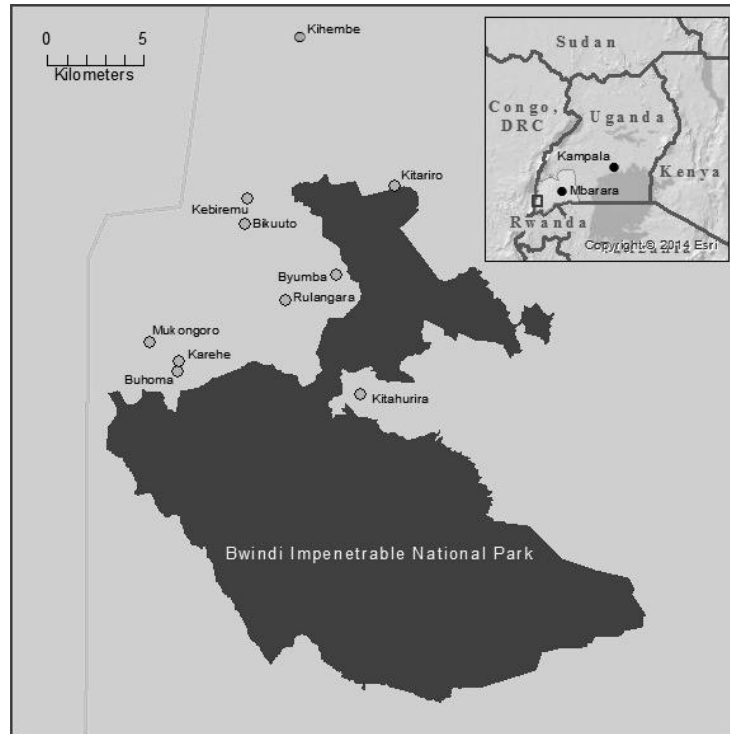 0 5
Kilometers
Kihembe
Kitariro
Kebiremu
Bikuuto
Byumba
Rulangara
Mukongoro
Karehe
Buhoma
Kitahurira
Bwindi Impenetrable National Park
Sudan
Congo,
DRC
Uganda
Kampala
Kenya
Mbarara
Rwanda
Copyright:© 2014 Esri